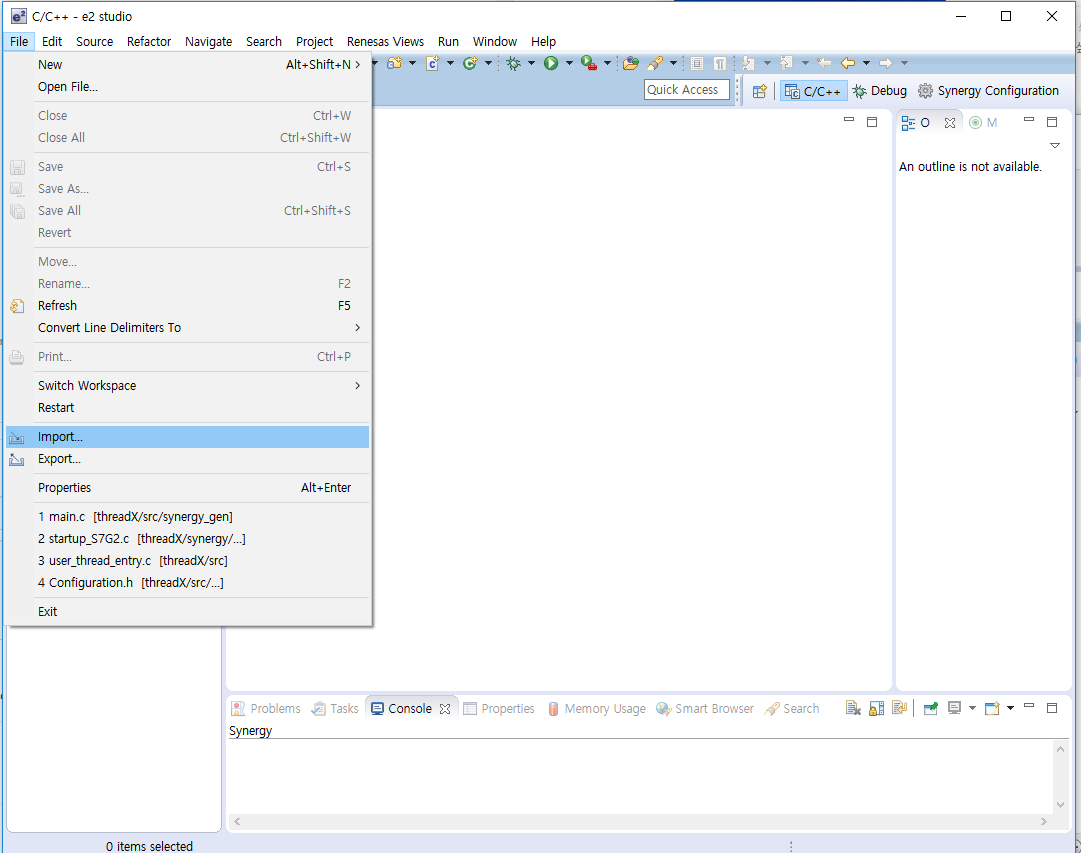 C/C++ - e2 studio
File Edit Source Refactor Navigate Search Project Renesas Views Run Window Help
New Alt+Shift+N
Open File...
Close Ctrl+W
Close All Ctrl+Shift+W
Save Ctrl+S
Save As...
Save All Ctrl+Shift+S
Revert
Move...
Rename... F2
Refresh F5
Convert Line Delimiters To
Print... Ctrl+P
Switch Workspace
Restart
Import...
Export...
Properties Alt+Enter
1 main.c [threadX/src/synergy_gen]
2 startup_S7G2.c [threadX/synergy/...]
3 user_thread_entry.c [threadX/src]
4 Configuration.h [threadX/src/...]
Exit
Quick Access C/C++ Debug Synergy Configuration
O M
An outline is not available.
Problems Tasks Console Properties Memory Usage Smart Browser Search
Synergy
0 items selected